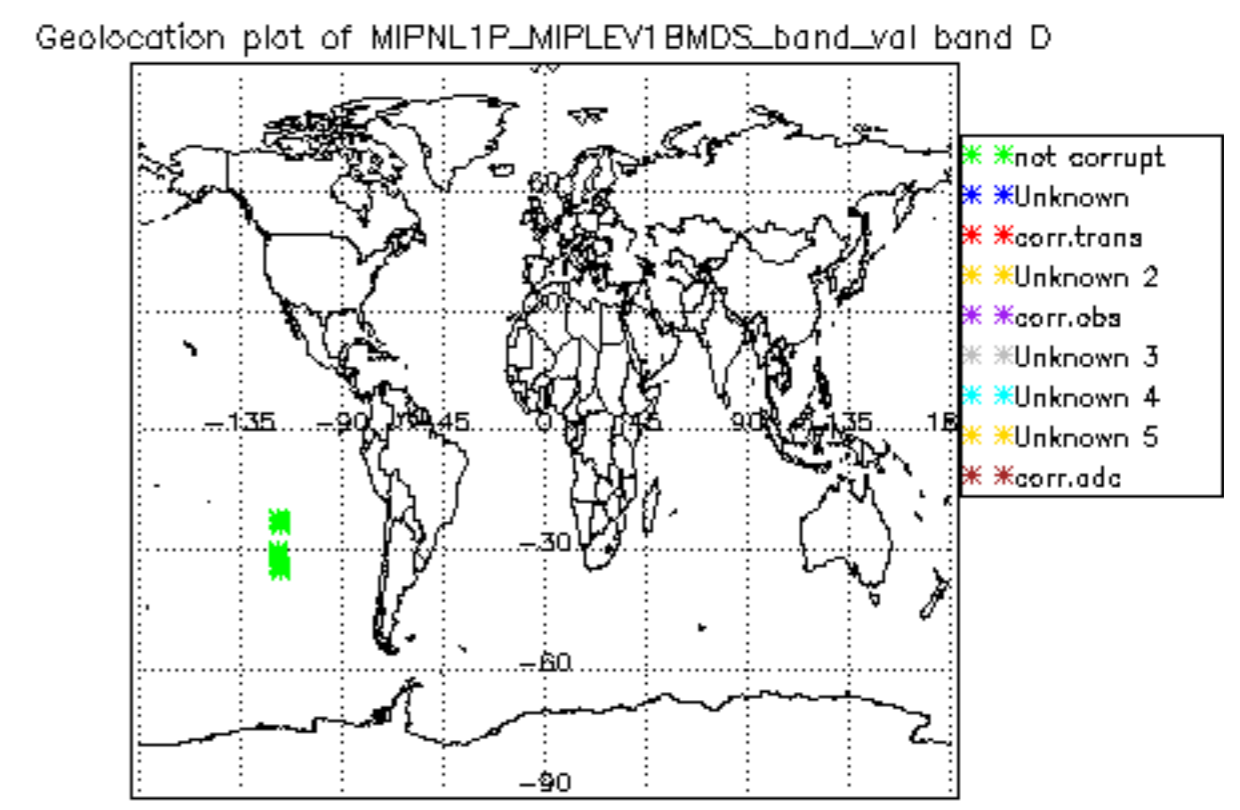 Geolocation plot of MIPNL1P_MIPLEV1BMDS_band_val band D
not corrupt
Unknown
corr.trans
Unknown 2
corr.obs
Unknown 3
Unknown 4
Unknown 5
corr.adc
-135 -90 -45 0 45 90 135
-30
-60
-90